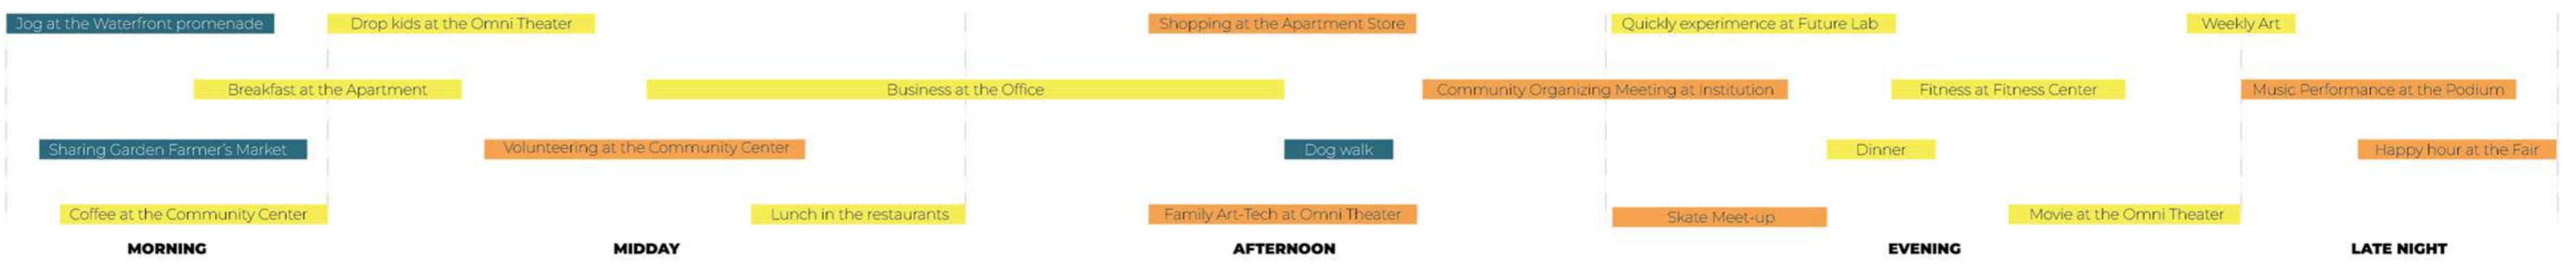 Jog at the Waterfront promenade
Drop kids at the Omni Theater
Shopping at the Apartment Store
Quickly experimence at Future Lab
Weekly Art
Breakfast at the Apartment
Business at the Office
Community Organizing Meeting at Institution
Fitness at Fitness Center
Music Performance at the Podium
Sharing Garden Farmer's Market
Volunteering at the Community Center
Dog walk
Dinner
Happy hour at the Fair
Coffee at the Community Center
Lunch in the restaurants
Family Art-Tech at Omni Theater
Skate Meet-up
Movie at the Omni Theater
MORNING
MIDDAY
AFTERNOON
EVENING
LATE NIGHT